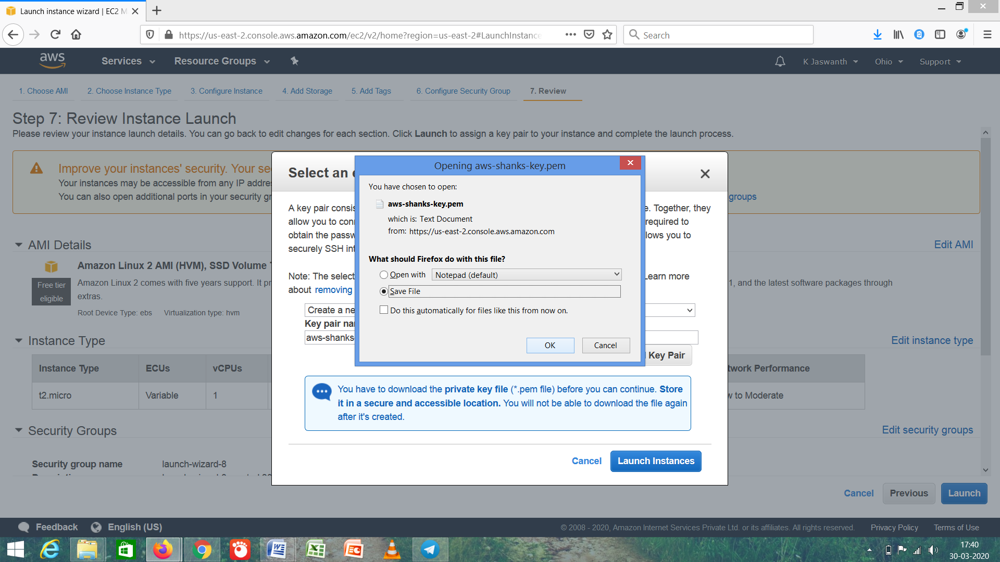 Launch instance wizard | EC2 M
https://us-east-2.console.aws.amazon.com/ec2/v2/home?region=us-east-2#LaunchInstance
Search
aws
Services
Resource Groups
K Jaswanth
Ohio
Support
1. Choose AMI
2. Choose Instance Type
3. Configure Instance
4. Add Storage
5. Add Tags
6. Configure Security Group
7. Review
Step 7: Review Instance Launch
Please review your instance launch details. You can go back to edit changes for each section. Click Launch to assign a key pair to your instance and complete the launch process.
Improve your instances' security. Your se
Your instances may be accessible from any IP addre
You can also open additional ports in your security gr
groups
AMI Details
Edit AMI
Amazon Linux 2 AMI (HVM), SSD Volume
Free tier
eligible
Amazon Linux 2 comes with five years support. It pr
1, and the latest software packages through
extras.
Root Device Type: ebs
Virtualization type: hvm
Instance Type
Edit instance type
Instance Type
ECUs
vCPUs
twork Performance
t2.micro
Variable
1
w to Moderate
Security Groups
Edit security groups
Security group name
launch-wizard-8
Select an e
A key pair consis
e. Together, they
allow you to con
required to
obtain the passw
lows you to
securely SSH int
Note: The select
Learn more
about removing
Create a ne
Key pair na
aws-shanks-
Key Pair
You have to download the private key file (*.pem file) before you can continue. Store
it in a secure and accessible location. You will not be able to download the file again
after it's created.
Cancel
Launch Instances
Opening aws-shanks-key.pem
You have chosen to open:
aws-shanks-key.pem
which is: Text Document
from: https://us-east-2.console.aws.amazon.com
What should Firefox do with this file?
Open with
Notepad (default)
Save File
Do this automatically for files like this from now on.
OK
Cancel
Cancel
Previous
Launch
Feedback
English (US)
© 2008 - 2020, Amazon Internet Services Private Ltd. or its affiliates. All rights reserved.
Privacy Policy
Terms of Use
17:40
30-03-2020